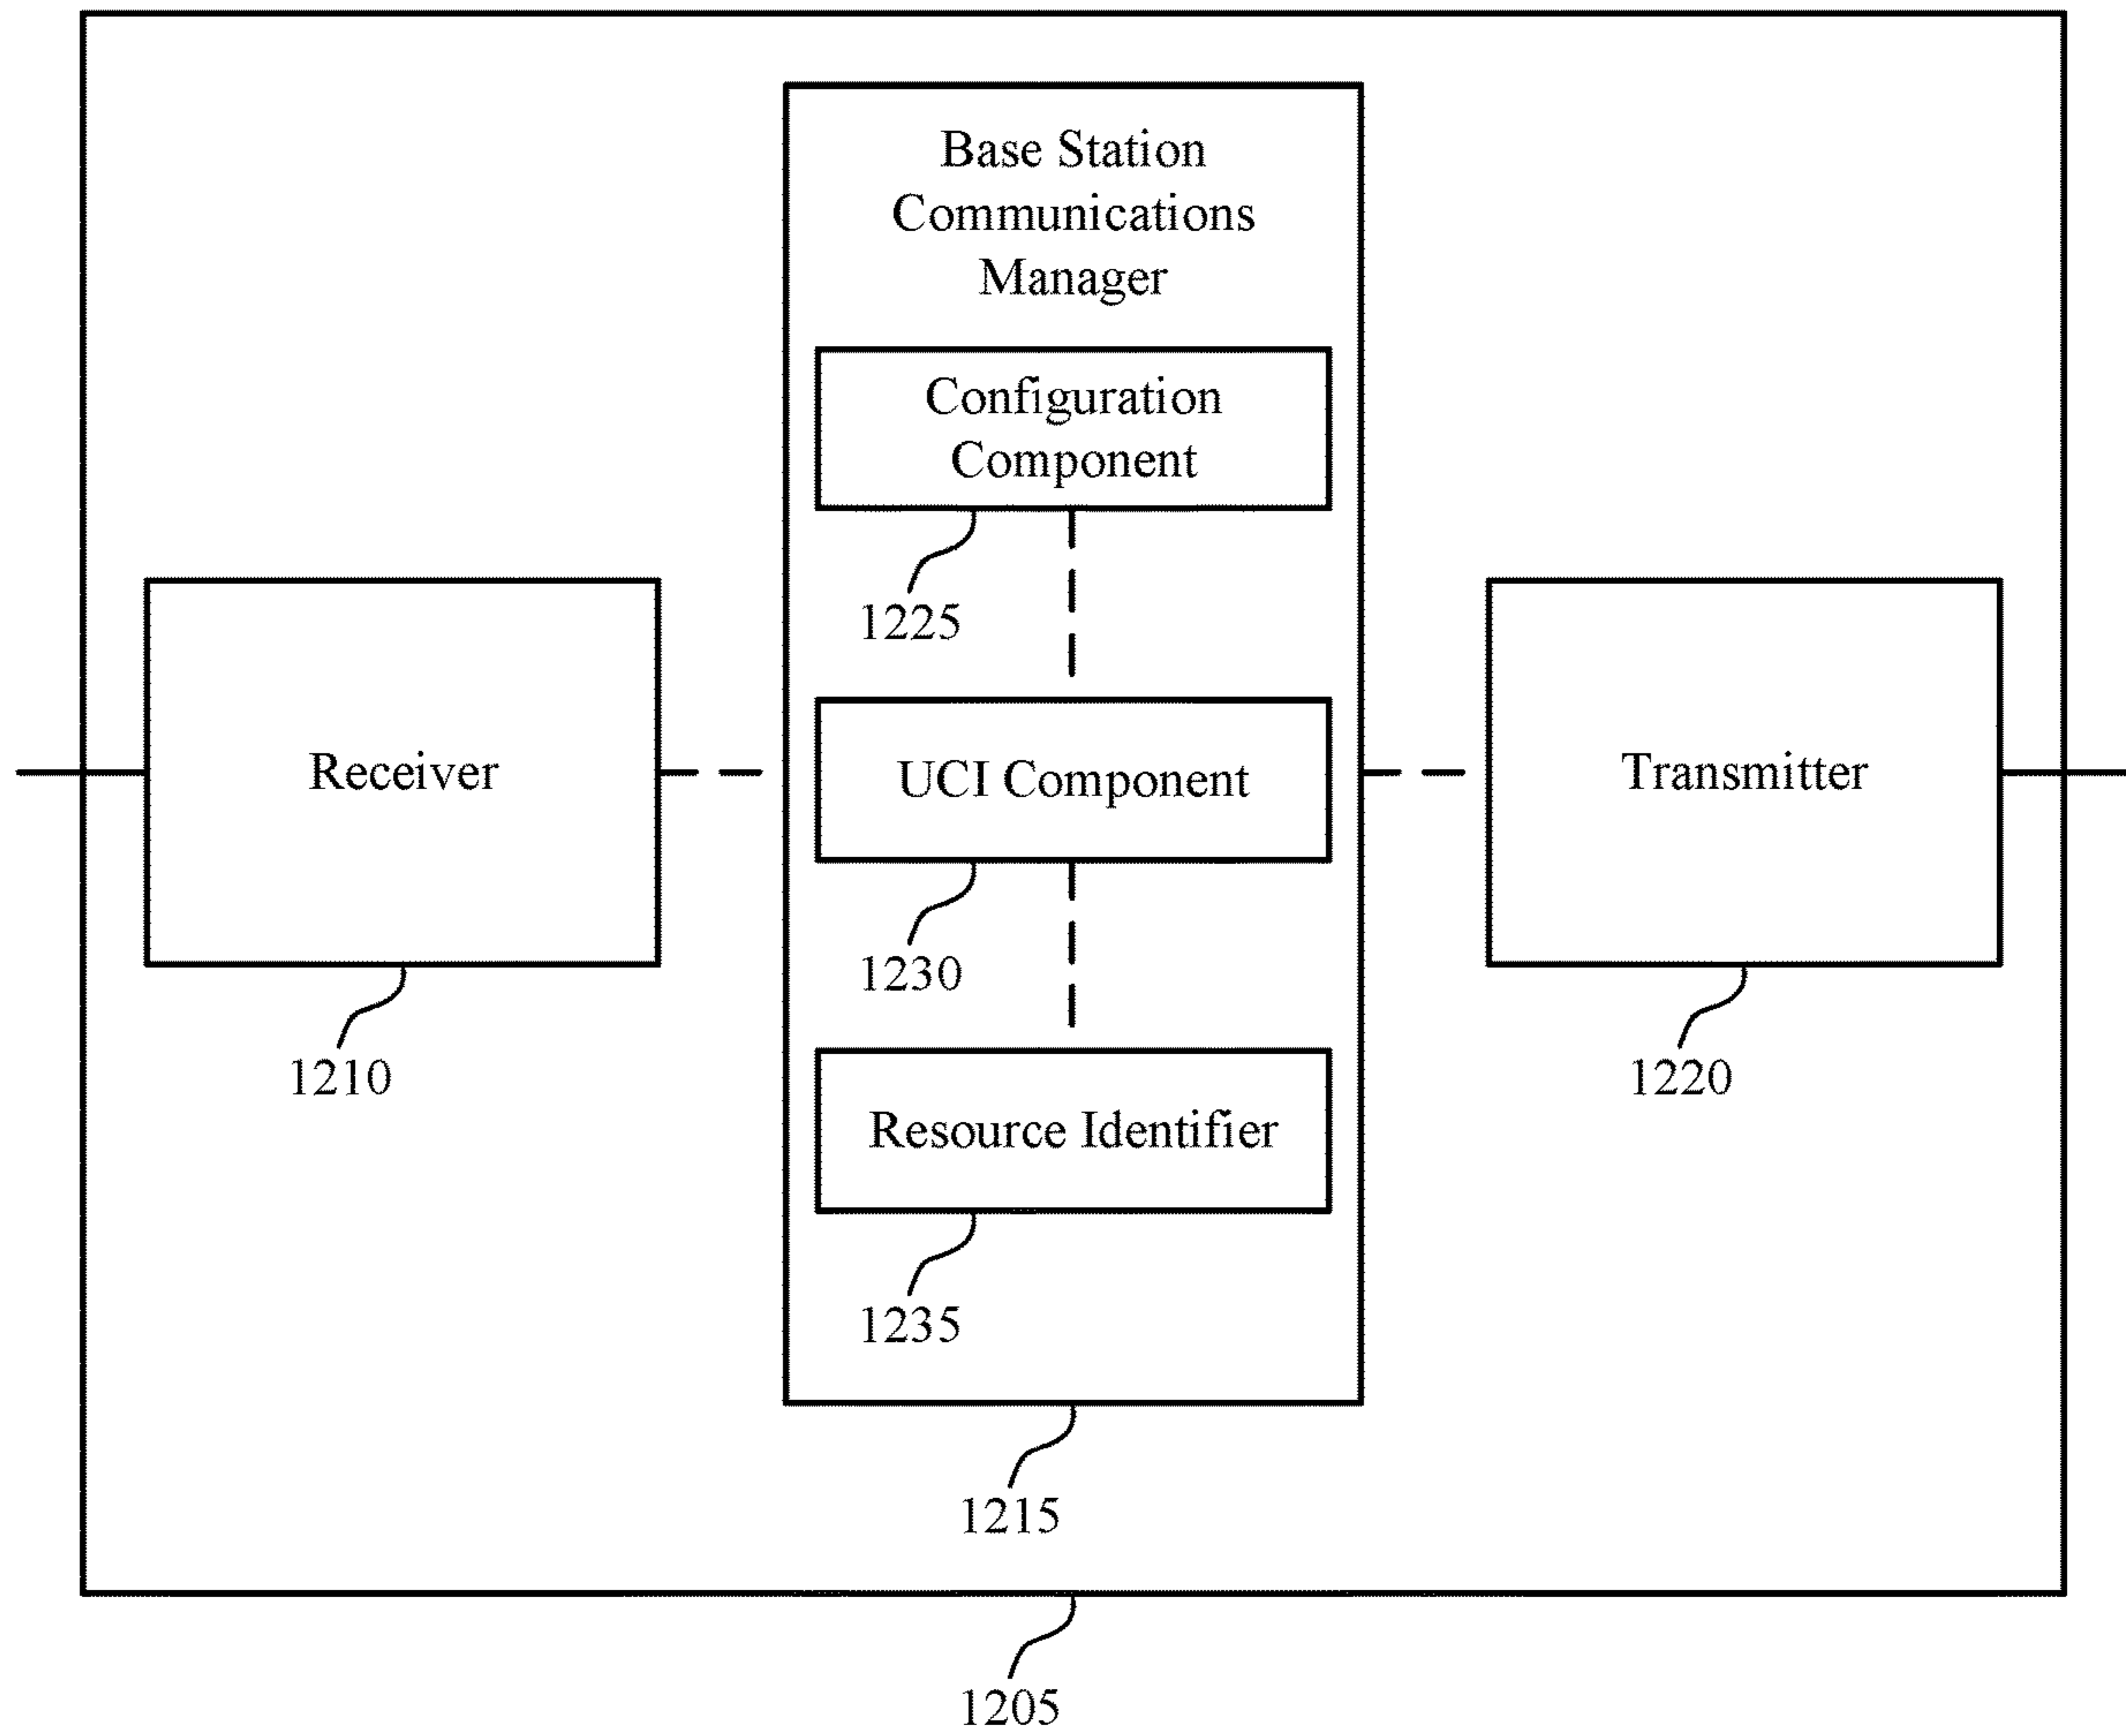 Base Station
Communications
Manager
Configuration
Component
1225
Receiver
UCI Component
Transmitter
1230
1210
1220
Resource Identifier
1235
1215
1205